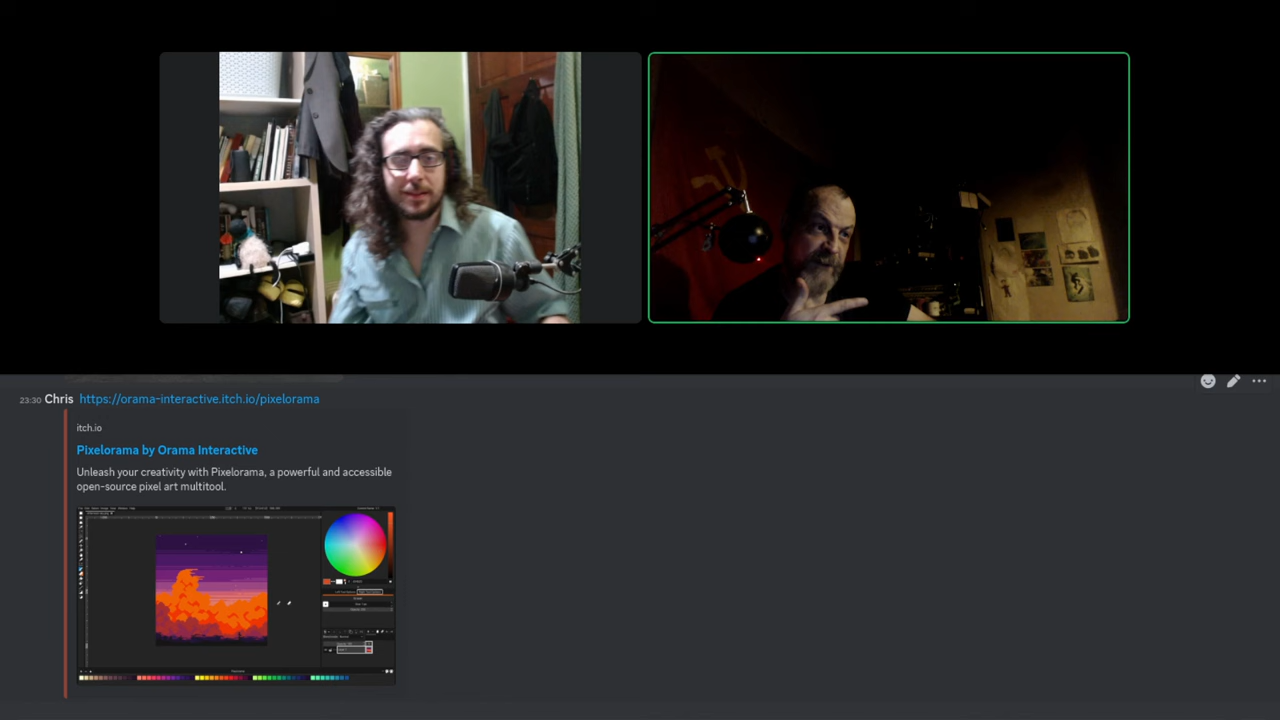 23:30 Chris https://orama-interactive.itch.io/pixelorama
itch.io
Pixelorama by Orama Interactive
Unleash your creativity with Pixelorama, a powerful and accessible
open-source pixel art multitool.